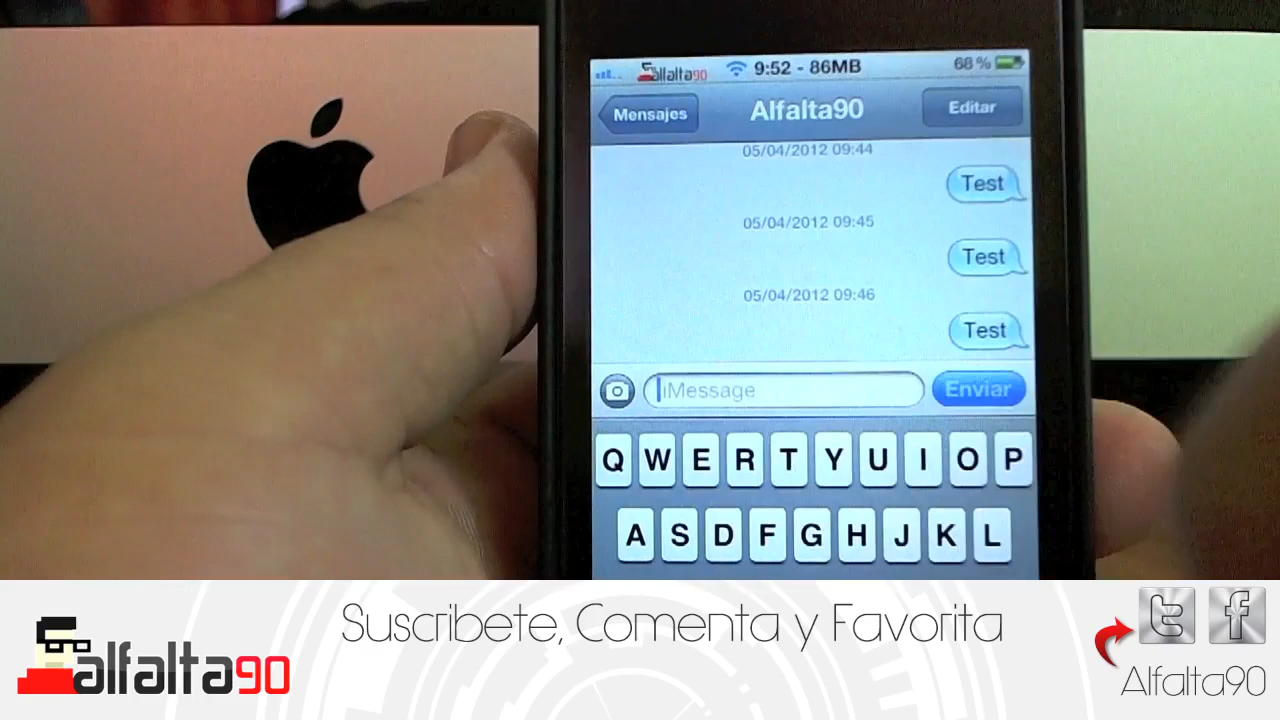 alfalta90 9:52 - 86MB 68 %
Mensajes Alfalta90 Editar
05/04/2012 09:44
Test
05/04/2012 09:45
Test
05/04/2012 09:46
Test
iMessage Enviar
Q W E R T Y U I O P
A S D F G H J K L
Suscribete, Comenta y Favorita
alfalta90
Alfalta90